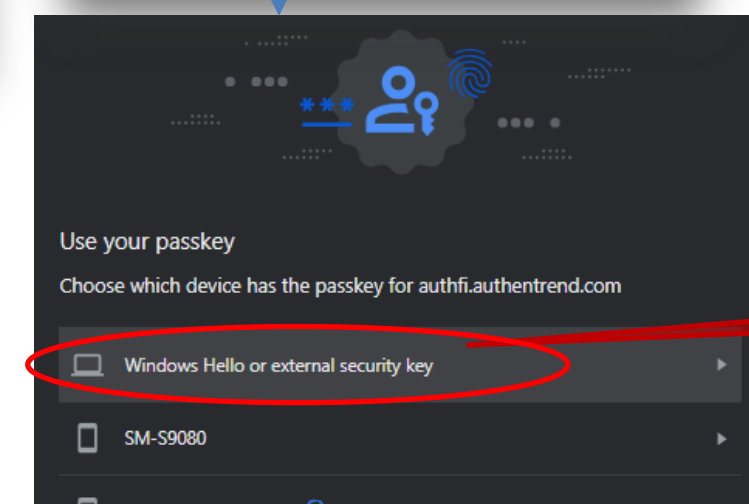 ***
Use your passkey
Choose which device has the passkey for authfi.authentrend.com
Windows Hello or external security key
SM-S9080